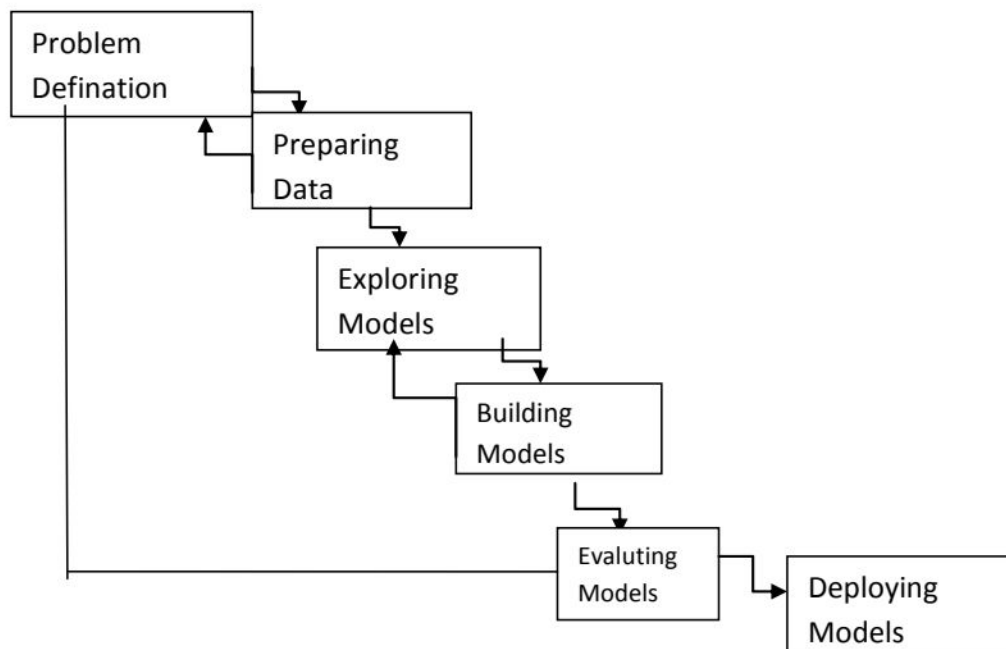 Problem
Defination
Preparing
Data
Exploring
Models
Building
Models
Evaluting
Models
Deploying
Models